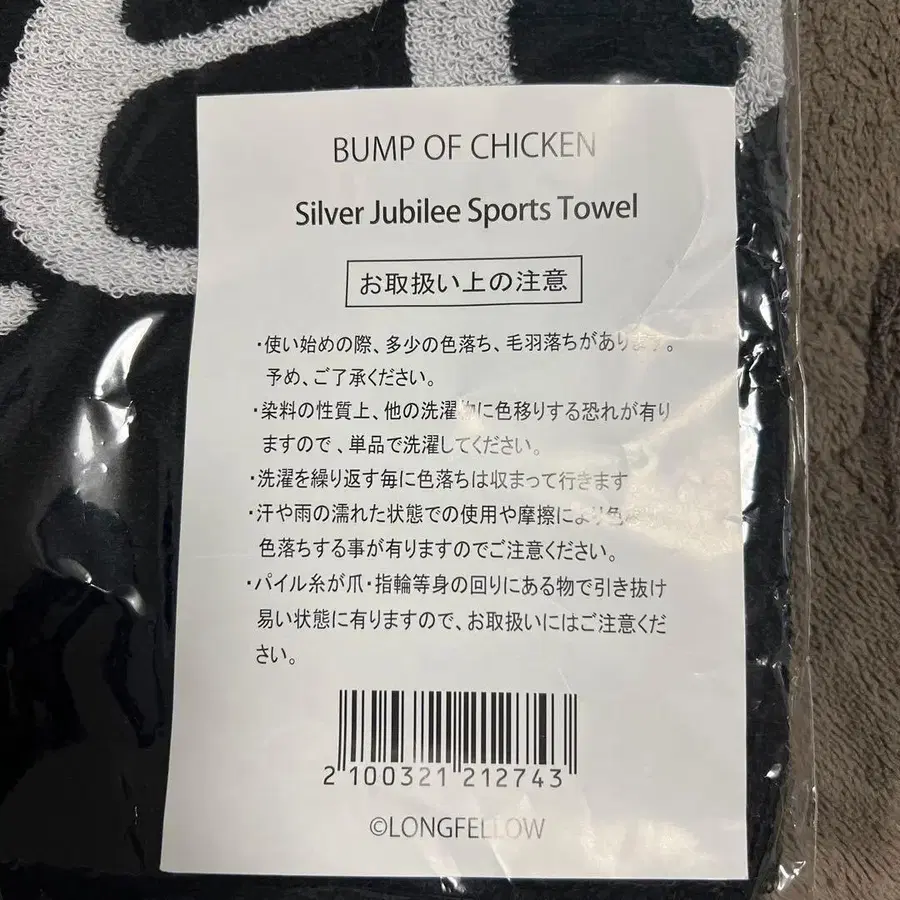 BUMP OF CHICKEN
Silver Jubilee Sports Towel
お取扱い上の注意
・使い始めの際、多少の色落ち、毛羽落ちがあります。
予め、ご了承ください。
・染料の性質上、他の洗濯物に色移りする恐れが有り
ますので、単品で洗濯してください。
・洗濯を繰り返す毎に色落ちは収まって行きます
・汗や雨の濡れた状態での使用や摩擦により色
色落ちする事が有りますのでご注意ください。
・パイル糸が爪・指輪等身の回りにある物で引き抜け
易い状態に有りますので、お取扱いにはご注意くだ
さい。
2 100321 212743
©LONGFELLOW